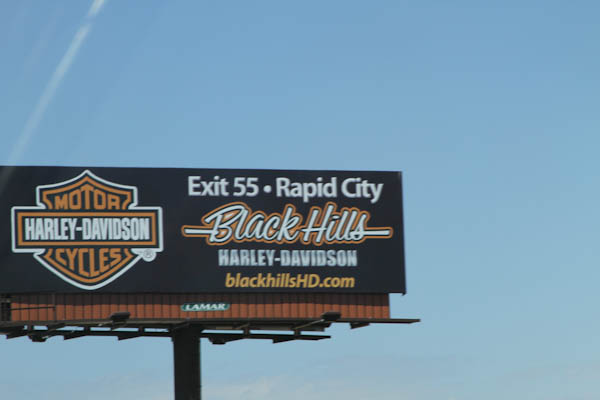 MOTOR
HARLEY-DAVIDSON
CYCLES
®
Exit 55 • Rapid City
Black Hills
HARLEY-DAVIDSON
blackhillsHD.com
LAMAR